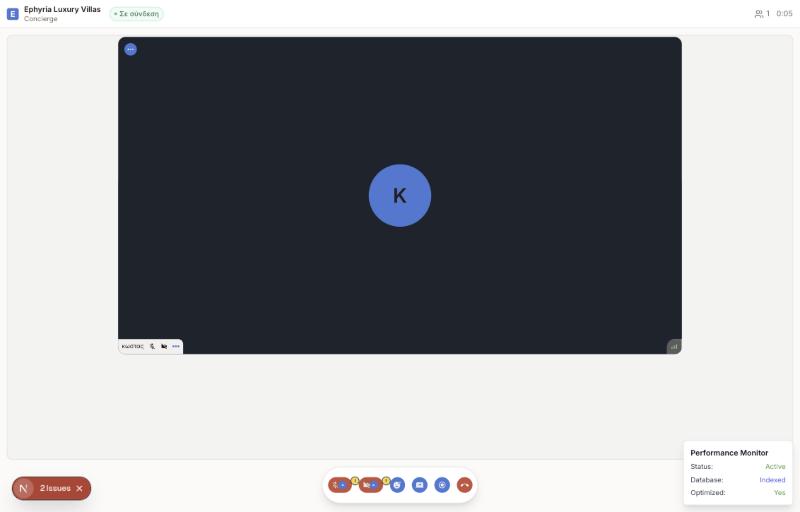 E
Ephyria Luxury Villas
Concierge
Σε σύνδεση
1
0:05
K
κωστας
N
2 Issues
Performance Monitor
Status: Active
Database: Indexed
Optimized: Yes